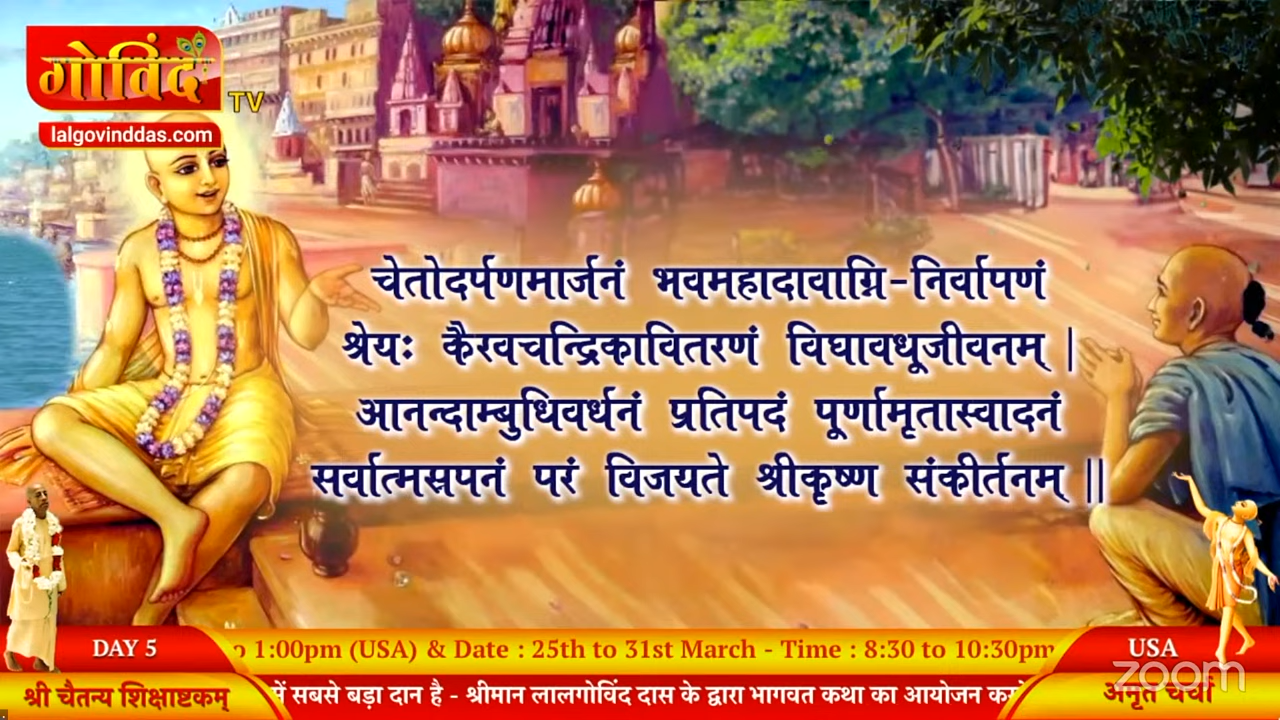 गोविंद
TV
lalgovinddas.com
चेतोदर्पणमार्जनं भवमहादावाग्नि-निर्वापणं
श्रेयः कैरवचन्द्रिकावितरणं विघावधूजीवनम् |
आनन्दाम्बुधिवर्धनं प्रतिपदं पूर्णामृतास्वादनं
सर्वात्मस्रपनं परं विजयते श्रीकृष्ण संकीर्तनम् ||
DAY 5
1:00pm (USA) & Date : 25th to 31st March - Time : 8:30 to 10:30pm
USA
श्री चैतन्य शिक्षाष्टकम्
में सबसे बड़ा दान है - श्रीमान लालगोविंद दास के द्वारा भागवत कथा का आयोजन
अमृत चर्चा
zoom